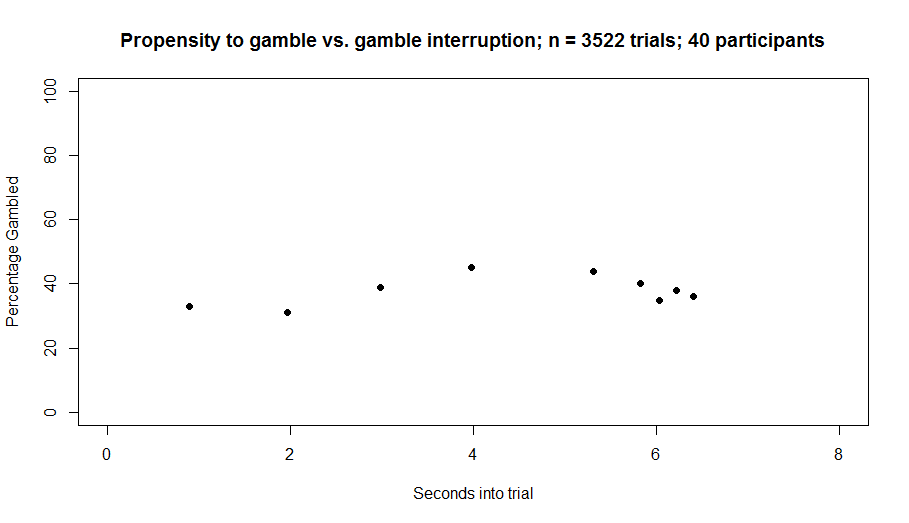 Propensity to gamble vs. gamble interruption; n = 3522 trials; 40 participants
Percentage Gambled
100
80
60
40
20
0
0 2 4 6 8
Seconds into trial